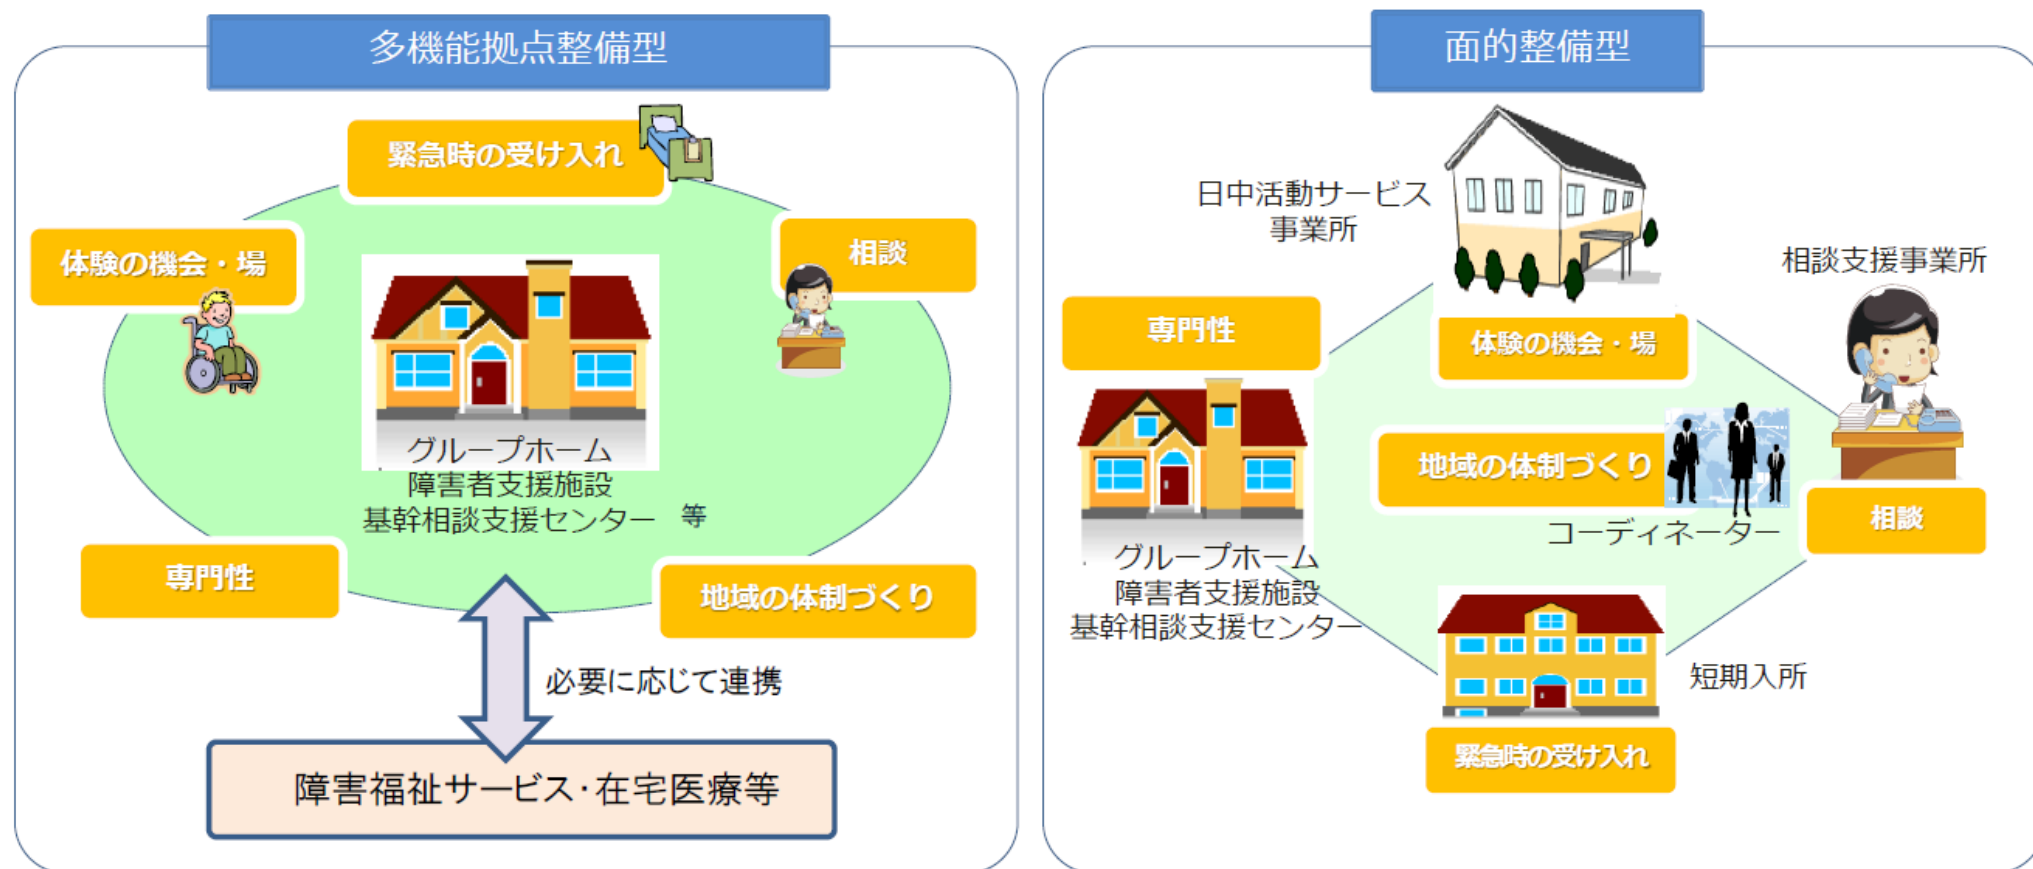 多機能拠点整備型
緊急時の受け入れ
体験の機会・場
相談
グループホーム
障害者支援施設
基幹相談支援センター 等
専門性
地域の体制づくり
必要に応じて連携
障害福祉サービス・在宅医療等
面的整備型
日中活動サービス
事業所
相談支援事業所
専門性
体験の機会・場
地域の体制づくり
コーディネーター
相談
グループホーム
障害者支援施設
基幹相談支援センター
短期入所
緊急時の受け入れ